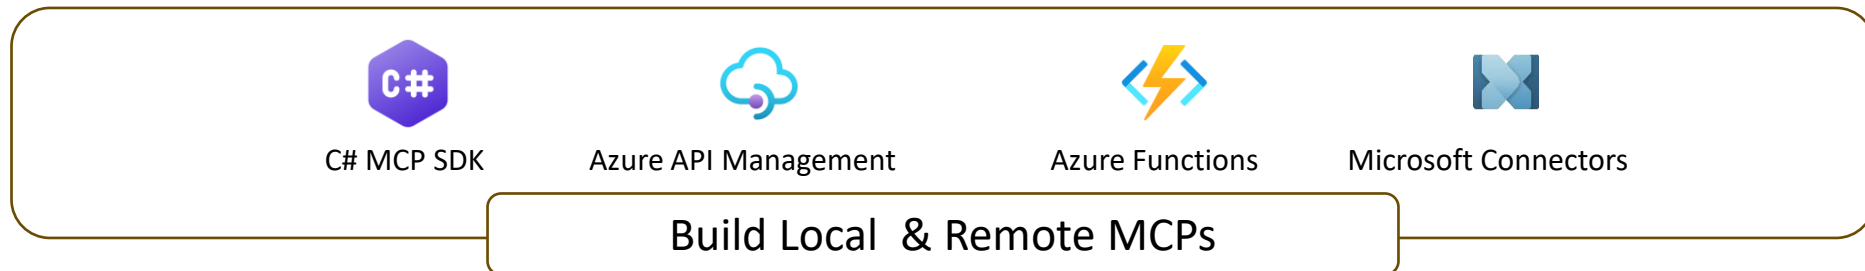 C#
C# MCP SDK
Azure API Management
Azure Functions
Microsoft Connectors
Build Local  & Remote MCPs